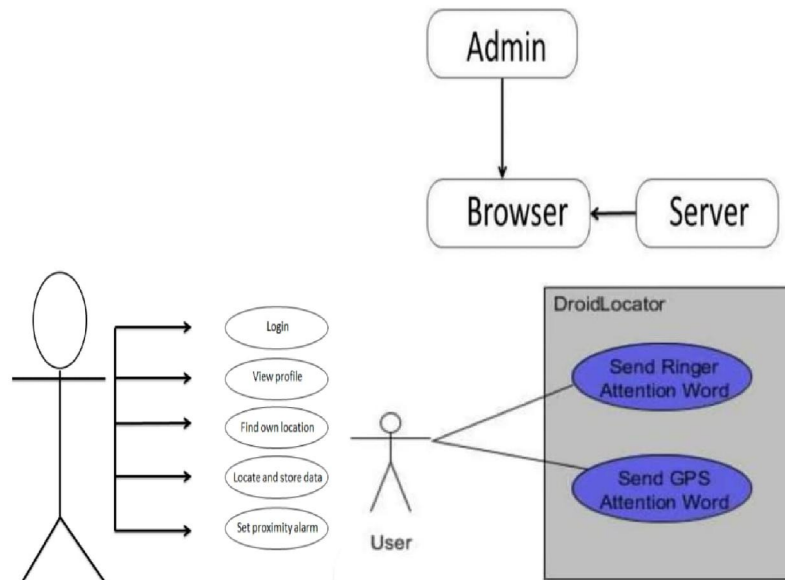 Admin
Browser
Server
Login
View profile
Find own location
Locate and store data
Set proximity alarm
User
DroidLocator
Send Ringer
Attention Word
Send GPS
Attention Word